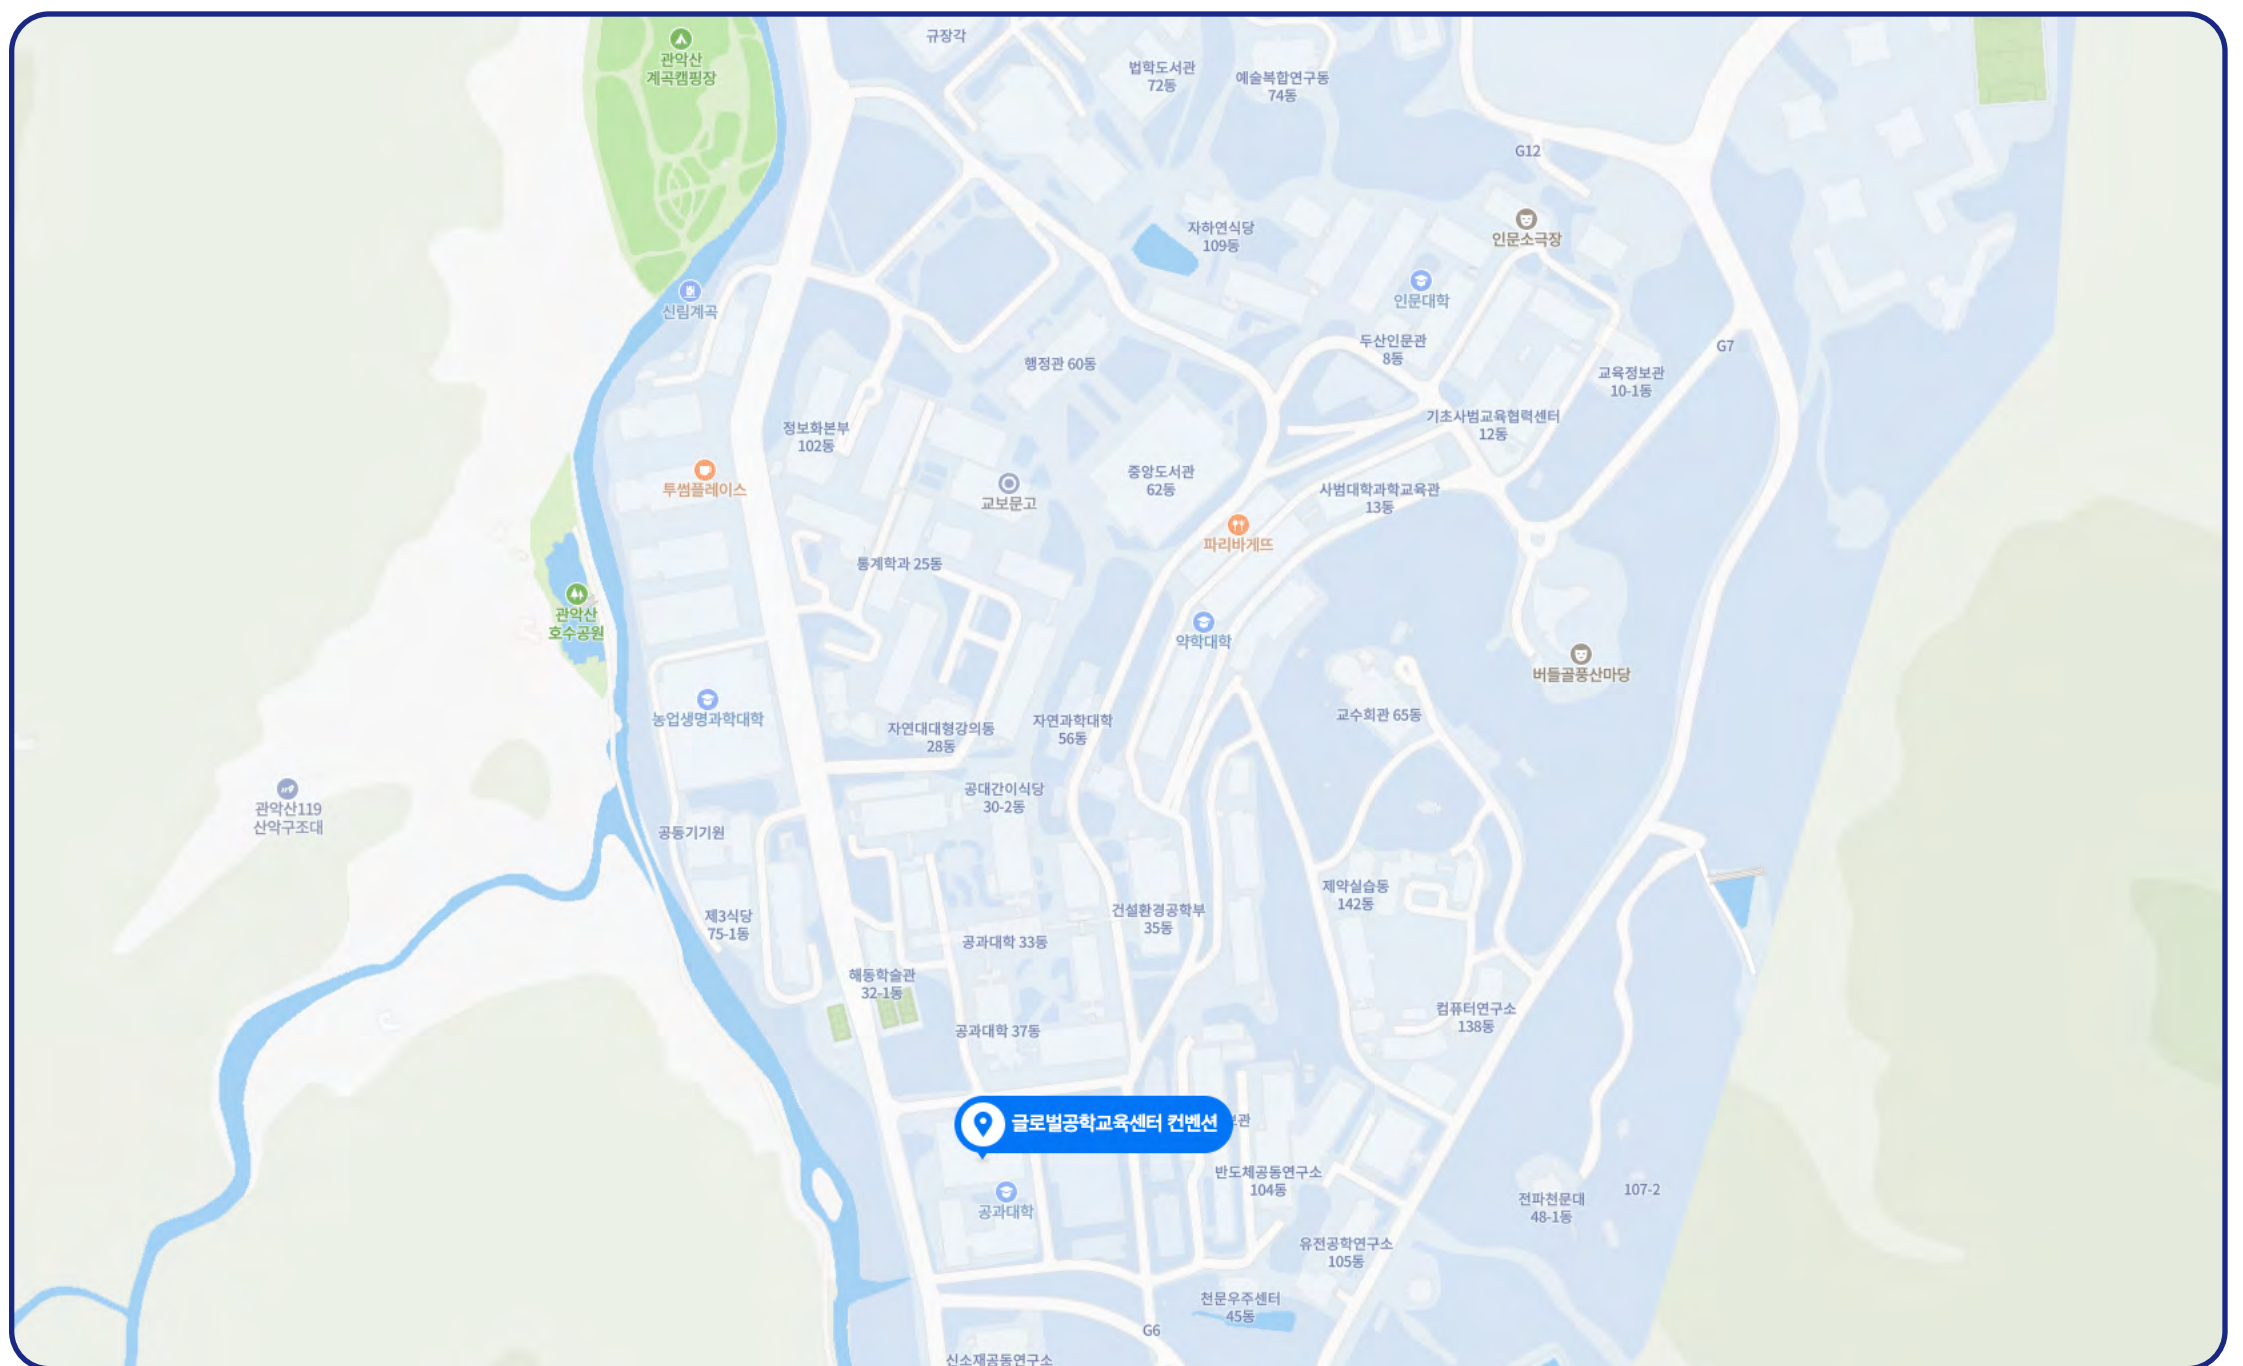 규장각
관악산
계곡캠핑장
법학도서관
72동
예술복합연구동
74동
G12
자하연식당
109동
인문소극장
신림계곡
인문대학
두산인문관
8동
G7
행정관 60동
교육정보관
10-1동
기초사범교육협력센터
12동
정보화본부
102동
중앙도서관
62동
투썸플레이스
교보문고
사범대학과학교육관
13동
파리바게뜨
통계학과 25동
관악산
호수공원
약학대학
버들골풍산마당
농업생명과학대학
자연대대형강의동
28동
자연과학대학
56동
교수회관 65동
관악산119
산악구조대
공대간이식당
30-2동
공동기기원
제약실습동
142동
제3식당
75-1동
건설환경공학부
35동
공과대학 33동
해동학술관
32-1동
공과대학 37동
컴퓨터연구소
138동
글로벌공학교육센터 컨벤션
관
반도체공동연구소
104동
공과대학
전파천문대
48-1동
107-2
유전공학연구소
105동
천문우주센터
45동
G6
신소재공동연구소